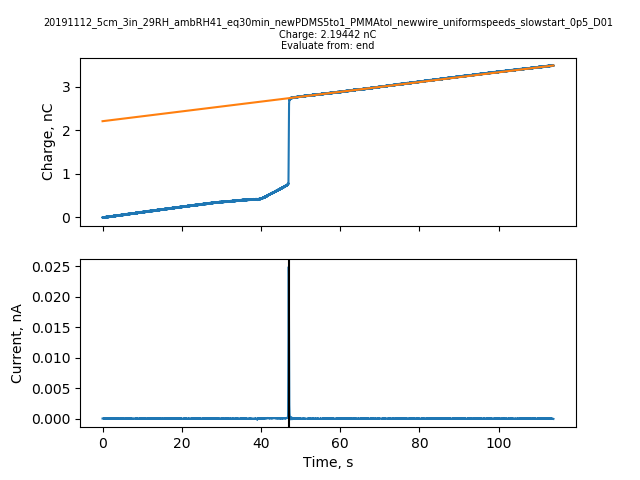 20191112_5cm_3in_29RH_ambRH41_eq30min_newPDMS5to1_PMMAtol_newwire_uniformspeeds_slowstart_0p5_D01
Charge: 2.19442 nC
Evaluate from: end
Charge, nC
3
2
1
0
Current, nA
0.025
0.020
0.015
0.010
0.005
0.000
0 20 40 60 80 100
Time, s